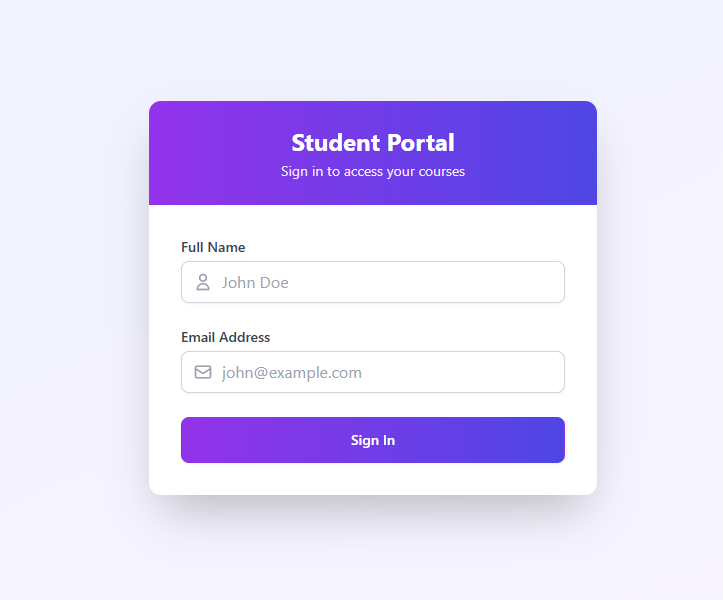 Student Portal
Sign in to access your courses
Full Name
John Doe
Email Address
john@example.com
Sign In